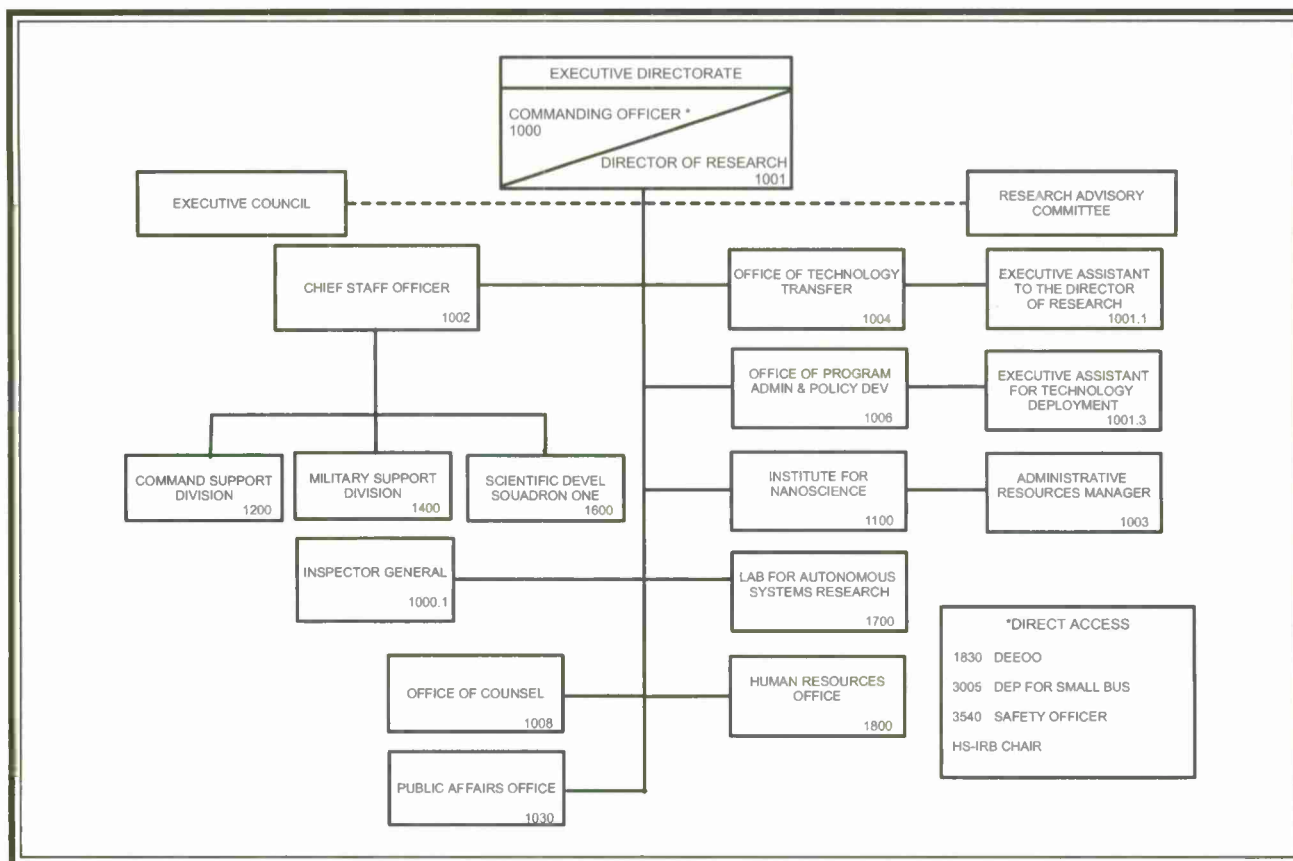 EXECUTIVE DIRECTORATE
COMMANDING OFFICER *
1000
DIRECTOR OF RESEARCH
1001
EXECUTIVE COUNCIL
RESEARCH ADVISORY
COMMITTEE
CHIEF STAFF OFFICER
1002
OFFICE OF TECHNOLOGY
TRANSFER
1004
EXECUTIVE ASSISTANT
TO THE DIRECTOR
OF RESEARCH
1001.1
OFFICE OF PROGRAM
ADMIN & POLICY DEV
1006
EXECUTIVE ASSISTANT
FOR TECHNOLOGY
DEPLOYMENT
1001.3
COMMAND SUPPORT
DIVISION
1200
MILITARY SUPPORT
DIVISION
1400
SCIENTIFIC DEVEL
SQUADRON ONE
1600
INSTITUTE FOR
NANOSCIENCE
1100
ADMINISTRATIVE
RESOURCES MANAGER
1003
INSPECTOR GENERAL
1000.1
LAB FOR AUTONOMOUS
SYSTEMS RESEARCH
1700
OFFICE OF COUNSEL
1008
HUMAN RESOURCES
OFFICE
1800
PUBLIC AFFAIRS OFFICE
1030
*DIRECT ACCESS
1830 DEEOO
3005 DEP FOR SMALL BUS
3540 SAFETY OFFICER
HS-IRB CHAIR